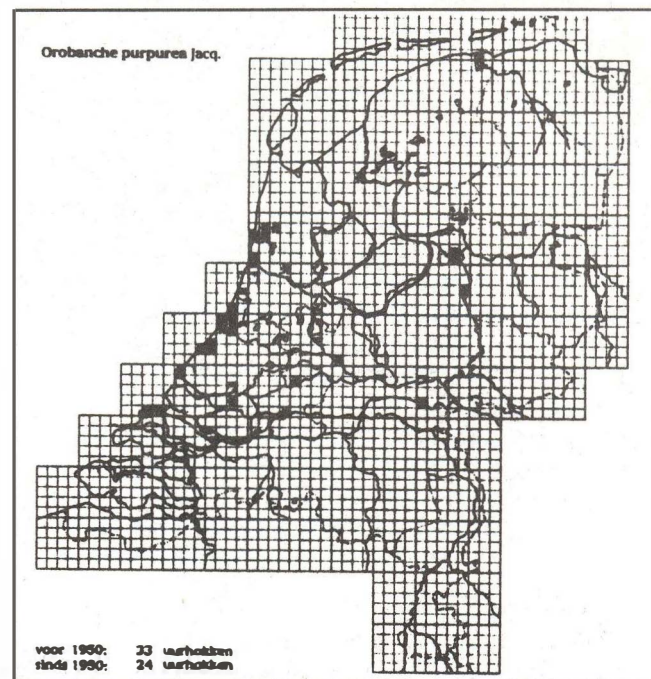 Orobanche purpurea Jacq.
voor 1950: 33 uurhokken
sinds 1950: 24 uurhokken